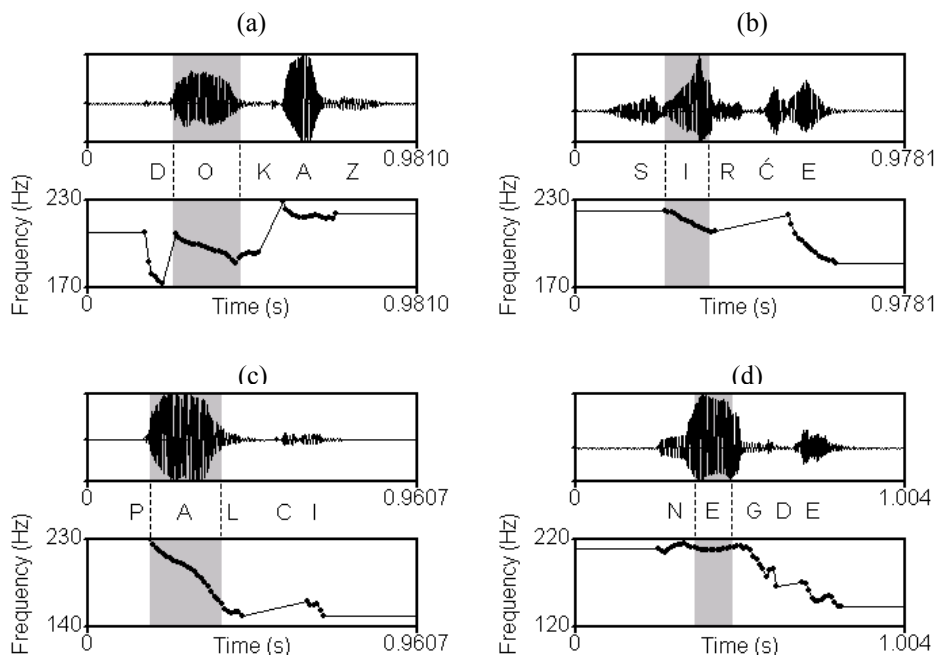 (a)
0 0.9810
D O K A Z
230
Frequency (Hz)
170
0 Time (s) 0.9810
(b)
0 0.9781
S I R Ć E
230
Frequency (Hz)
170
0 Time (s) 0.9781
(c)
0 0.9607
P A L C I
230
Frequency (Hz)
140
0 Time (s) 0.9607
(d)
0 1.004
N E G D E
220
Frequency (Hz)
120
0 Time (s) 1.004